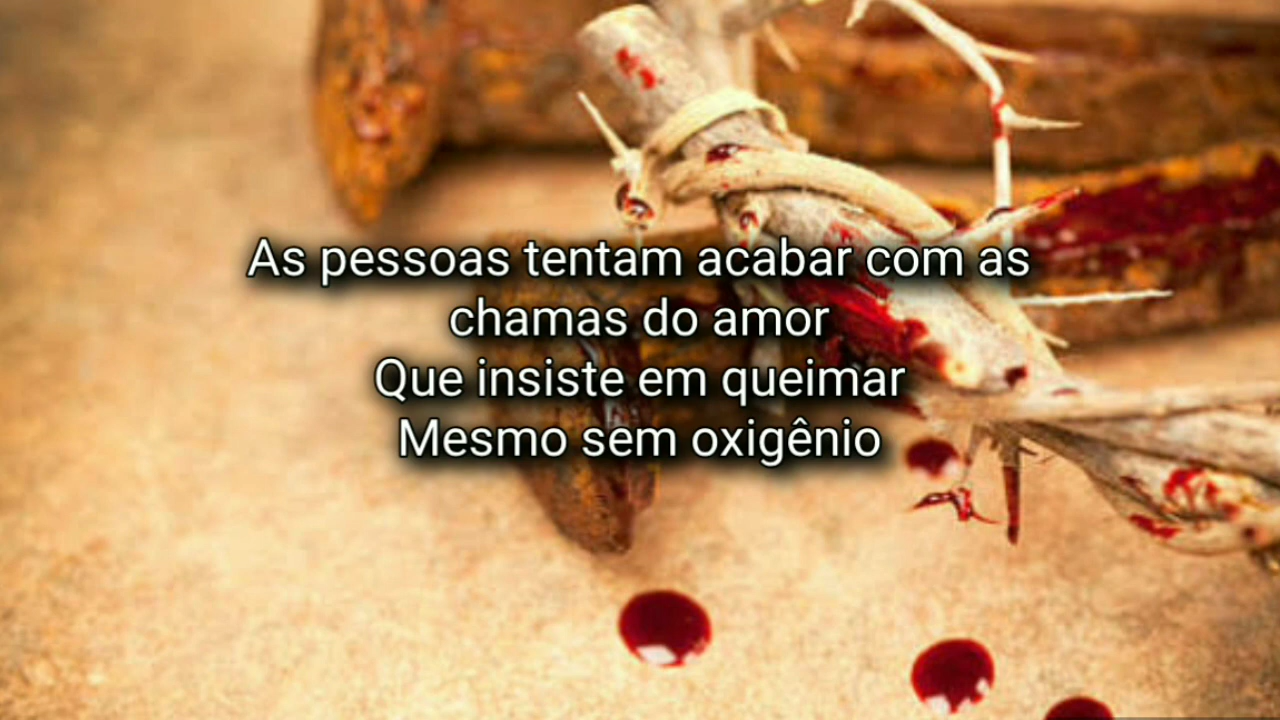 As pessoas tentam acabar com as
chamas do amor
Que insiste em queimar
Mesmo sem oxigênio